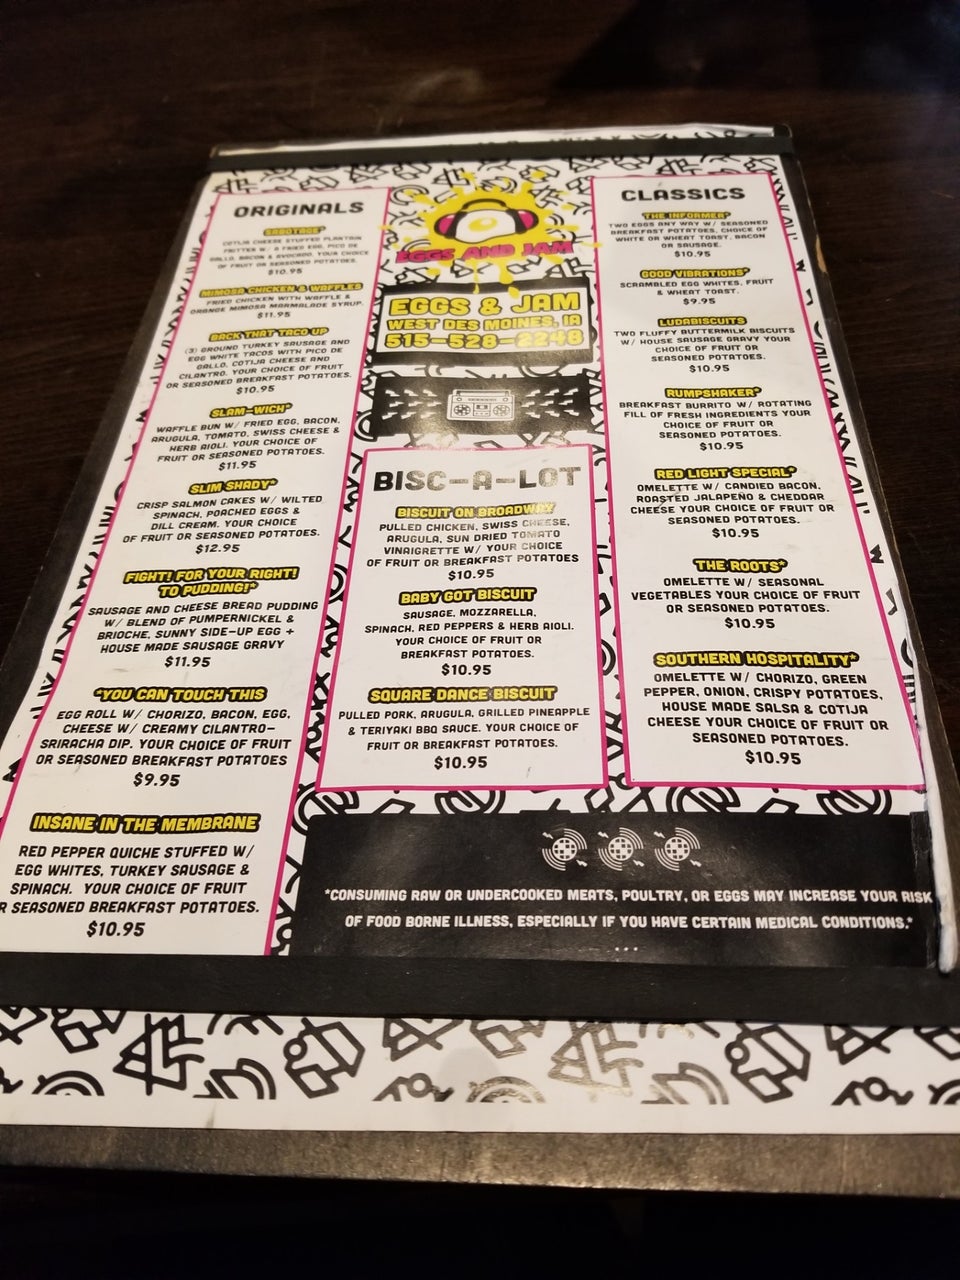 ORIGINALS
SABOTAGE*
COTIJA CHEESE STUFFED PLANTAIN
FRITTER W/ A FRIED EGG, PICO DE
GALLO, BACON & AVOCADO. YOUR CHOICE
OF FRUIT OR SEASONED POTATOES.
$10.95
MIMOSA CHICKEN & WAFFLES
FRIED CHICKEN WITH WAFFLE &
ORANGE MIMOSA MARMALADE SYRUP.
$11.95
BACK THAT TACO UP
(3) GROUND TURKEY SAUSAGE AND
EGG WHITE TACOS WITH PICO DE
GALLO, COTIJA CHEESE AND
CILANTRO. YOUR CHOICE OF FRUIT
OR SEASONED BREAKFAST POTATOES.
$10.95
SLAM-WICH*
WAFFLE BUN W/ FRIED EGG, BACON,
ARUGULA, TOMATO, SWISS CHEESE &
HERB AIOLI. YOUR CHOICE OF
FRUIT OR SEASONED POTATOES.
$11.95
SLIM SHADY*
CRISP SALMON CAKES W/ WILTED
SPINACH, POACHED EGGS &
DILL CREAM. YOUR CHOICE
OF FRUIT OR SEASONED POTATOES.
$12.95
FIGHT! FOR YOUR RIGHT!
TO PUDDING!*
SAUSAGE AND CHEESE BREAD PUDDING
W/ BLEND OF PUMPERNICKEL &
BRIOCHE, SUNNY SIDE-UP EGG +
HOUSE MADE SAUSAGE GRAVY
$11.95
*YOU CAN TOUCH THIS
EGG ROLL W/ CHORIZO, BACON, EGG,
CHEESE W/ CREAMY CILANTRO-
SRIRACHA DIP. YOUR CHOICE OF FRUIT
OR SEASONED BREAKFAST POTATOES
$9.95
INSANE IN THE MEMBRANE
RED PEPPER QUICHE STUFFED W/
EGG WHITES, TURKEY SAUSAGE &
SPINACH. YOUR CHOICE OF FRUIT
R SEASONED BREAKFAST POTATOES.
$10.95
EGGS AND JAM
EGGS & JAM
WEST DES MOINES, IA
515-528-2248
BISC-A-LOT
BISCUIT ON BROADWAY
PULLED CHICKEN, SWISS CHEESE,
ARUGULA, SUN DRIED TOMATO
VINAIGRETTE W/ YOUR CHOICE
OF FRUIT OR BREAKFAST POTATOES
$10.95
BABY GOT BISCUIT
SAUSAGE, MOZZARELLA,
SPINACH, RED PEPPERS & HERB AIOLI.
YOUR CHOICE OF FRUIT OR
BREAKFAST POTATOES.
$10.95
SQUARE DANCE BISCUIT
PULLED PORK, ARUGULA, GRILLED PINEAPPLE
& TERIYAKI BBQ SAUCE. YOUR CHOICE OF
FRUIT OR BREAKFAST POTATOES.
$10.95
CLASSICS
THE INFORMER*
TWO EGGS ANY WAY W/ SEASONED
BREAKFAST POTATOES, CHOICE OF
WHITE OR WHEAT TOAST, BACON
OR SAUSAGE.
$10.95
GOOD VIBRATIONS*
SCRAMBLED EGG WHITES, FRUIT
& WHEAT TOAST.
$9.95
LUDABISCUITS
TWO FLUFFY BUTTERMILK BISCUITS
W/ HOUSE SAUSAGE GRAVY YOUR
CHOICE OF FRUIT OR
SEASONED POTATOES.
$10.95
RUMPSHAKER*
BREAKFAST BURRITO W/ ROTATING
FILL OF FRESH INGREDIENTS YOUR
CHOICE OF FRUIT OR
SEASONED POTATOES.
$10.95
RED LIGHT SPECIAL*
OMELETTE W/ CANDIED BACON,
ROASTED JALAPEÑO & CHEDDAR
CHEESE YOUR CHOICE OF FRUIT OR
SEASONED POTATOES.
$10.95
THE ROOTS*
OMELETTE W/ SEASONAL
VEGETABLES YOUR CHOICE OF FRUIT
OR SEASONED POTATOES.
$10.95
SOUTHERN HOSPITALITY*
OMELETTE W/ CHORIZO, GREEN
PEPPER, ONION, CRISPY POTATOES,
HOUSE MADE SALSA & COTIJA
CHEESE YOUR CHOICE OF FRUIT OR
SEASONED POTATOES.
$10.95
*CONSUMING RAW OR UNDERCOOKED MEATS, POULTRY, OR EGGS MAY INCREASE YOUR RISK
OF FOOD BORNE ILLNESS, ESPECIALLY IF YOU HAVE CERTAIN MEDICAL CONDITIONS.*
...